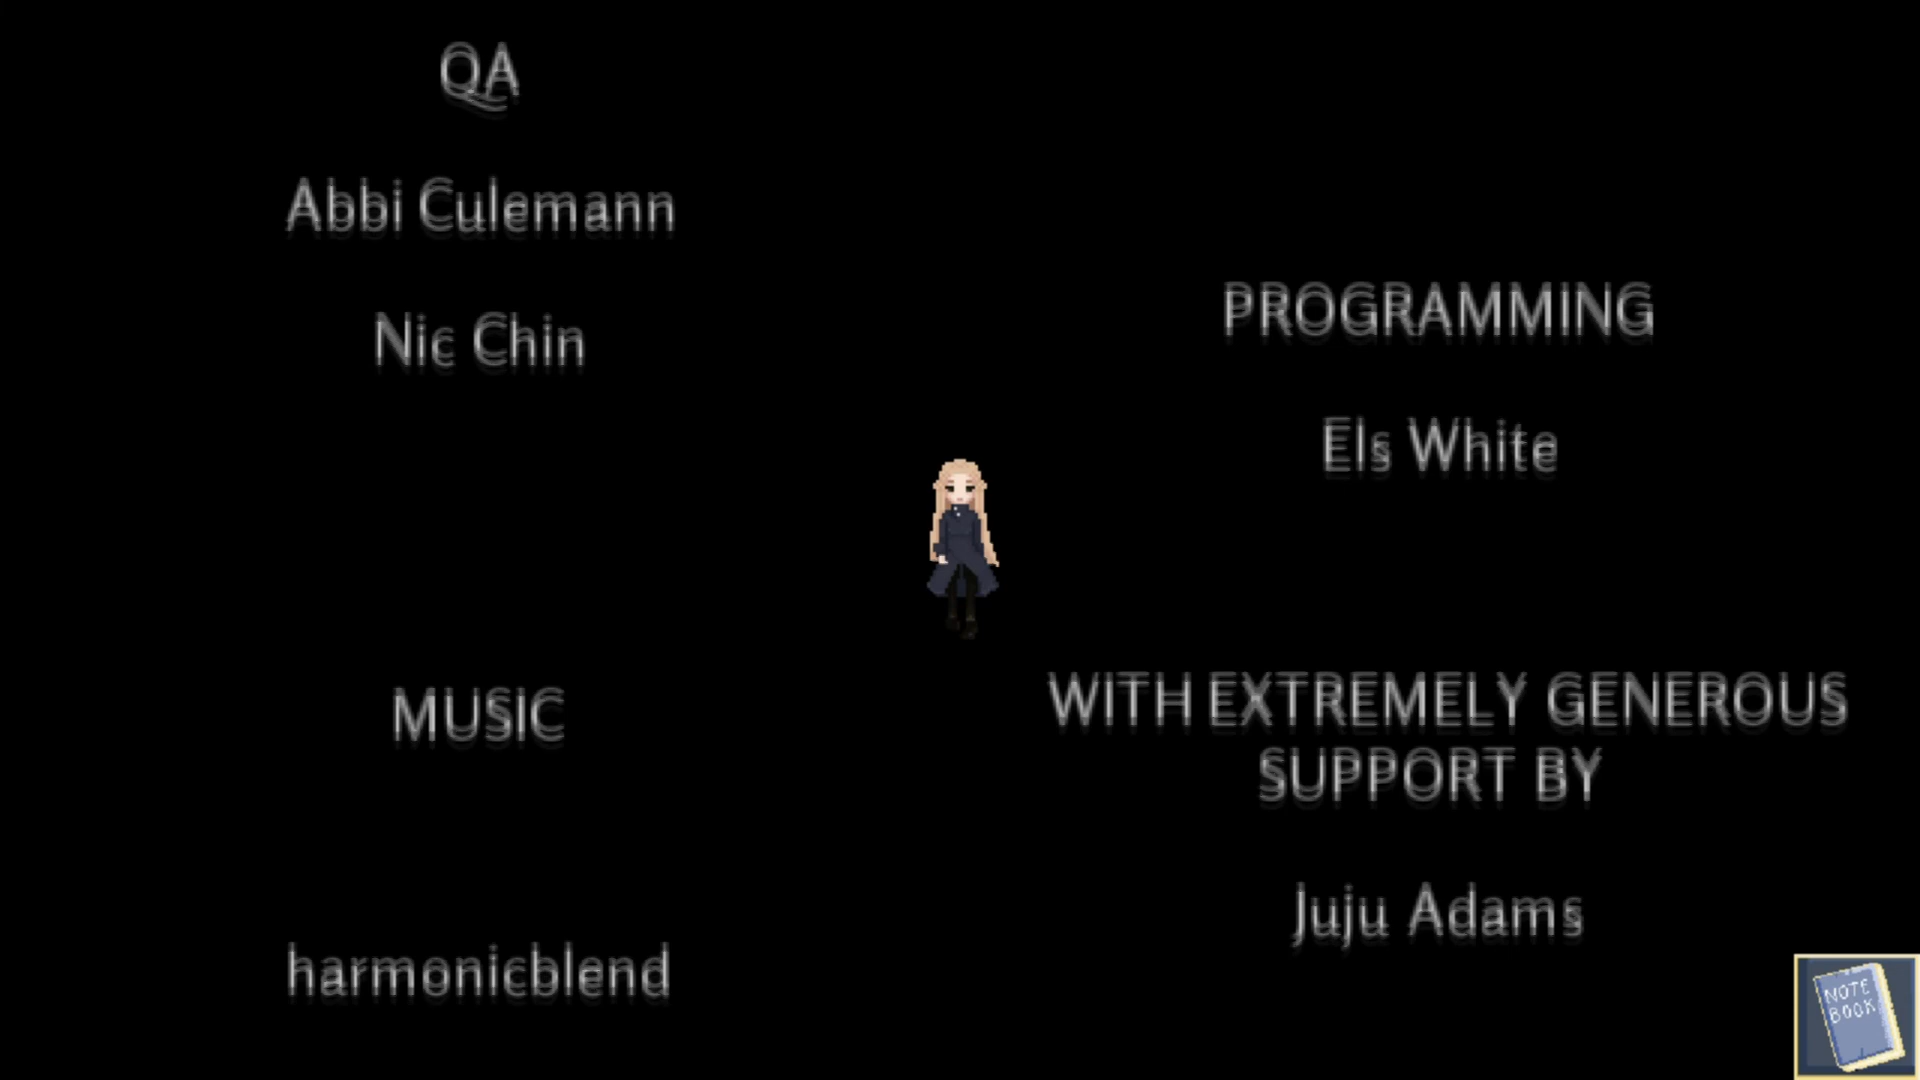 QA
Abbi Culemann
Nic Chin
MUSIC
harmonicblend
PROGRAMMING
Els White
WITH EXTREMELY GENEROUS
SUPPORT BY
Juju Adams
NOTE
BOOK